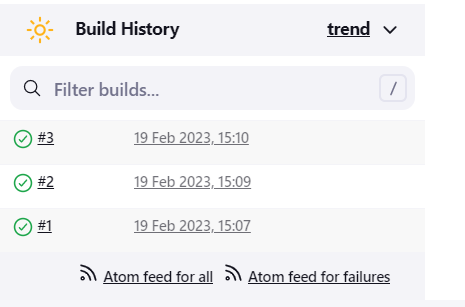 Build History trend
Filter builds... /
#3 19 Feb 2023, 15:10
#2 19 Feb 2023, 15:09
#1 19 Feb 2023, 15:07
Atom feed for all Atom feed for failures